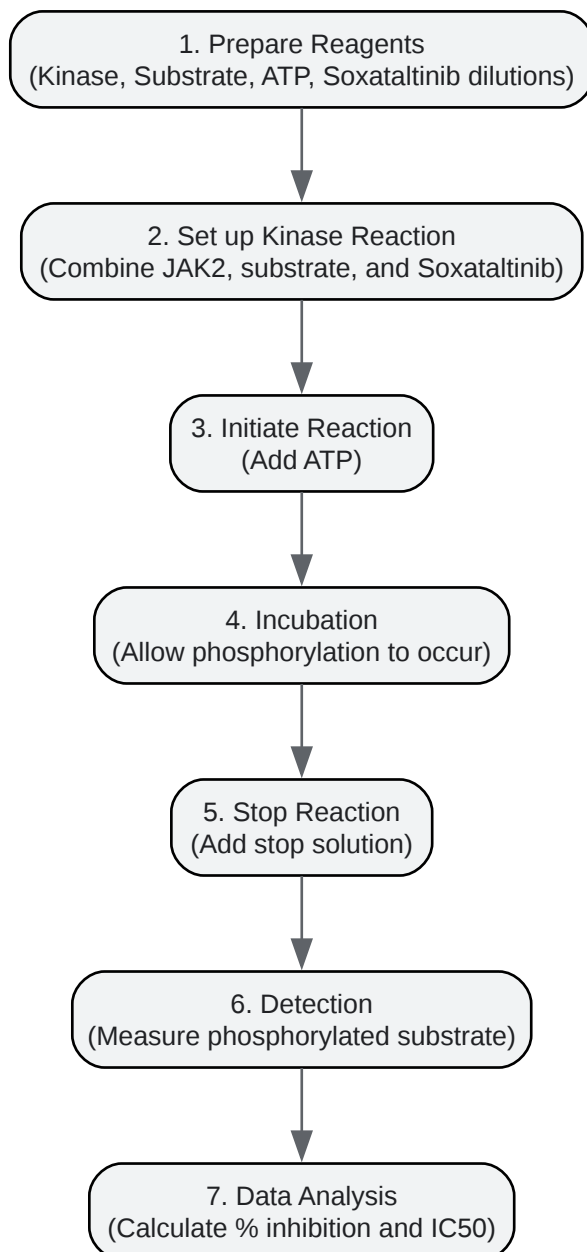 1. Prepare Reagents
(Kinase, Substrate, ATP, Soxataltinib dilutions)
2. Set up Kinase Reaction
(Combine JAK2, substrate, and Soxataltinib)
3. Initiate Reaction
(Add ATP)
4. Incubation
(Allow phosphorylation to occur)
5. Stop Reaction
(Add stop solution)
6. Detection
(Measure phosphorylated substrate)
7. Data Analysis
(Calculate % inhibition and IC50)